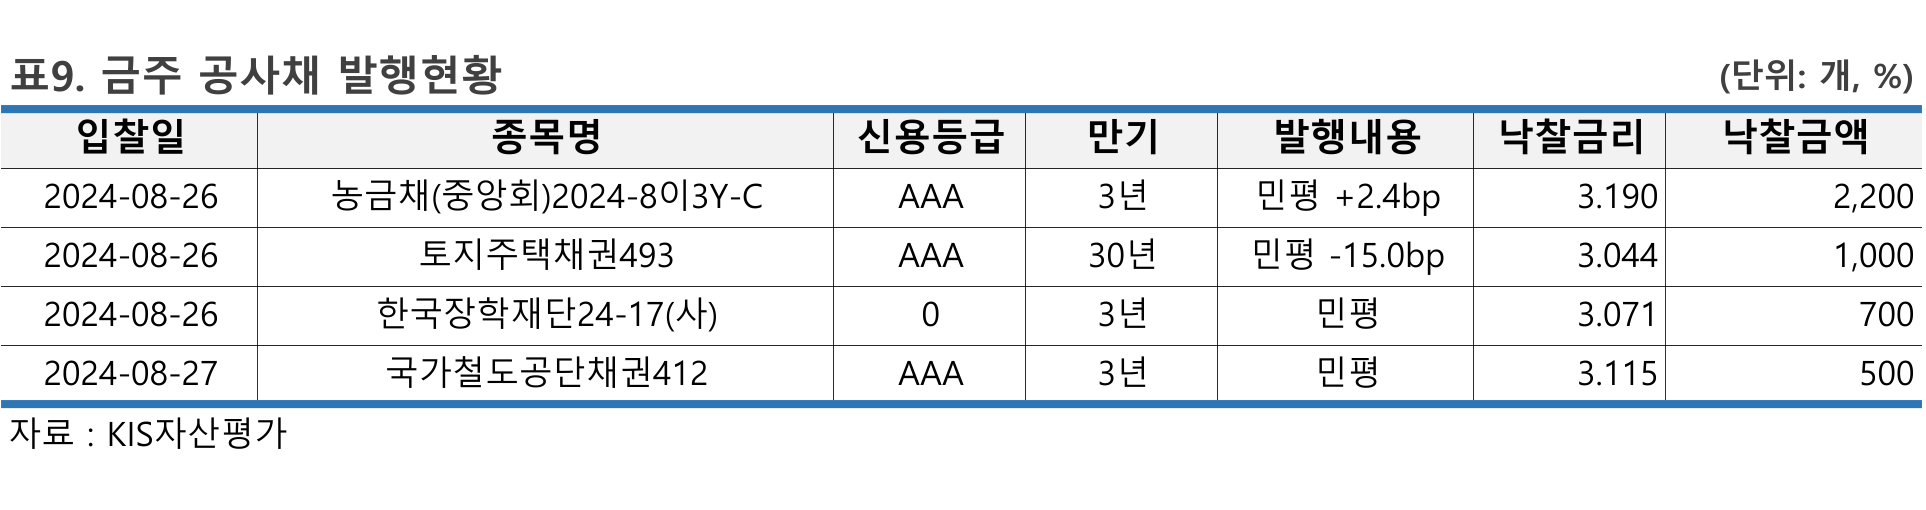 표9. 금주 공사채 발행현황 (단위: 개, %)
입찰일 종목명 신용등급 만기 발행내용 낙찰금리 낙찰금액
2024-08-26 농금채(중앙회)2024-8이3Y-C AAA 3년 민평 +2.4bp 3.190 2,200
2024-08-26 토지주택채권493 AAA 30년 민평 -15.0bp 3.044 1,000
2024-08-26 한국장학재단24-17(사) 0 3년 민평 3.071 700
2024-08-27 국가철도공단채권412 AAA 3년 민평 3.115 500
자료 : KIS자산평가